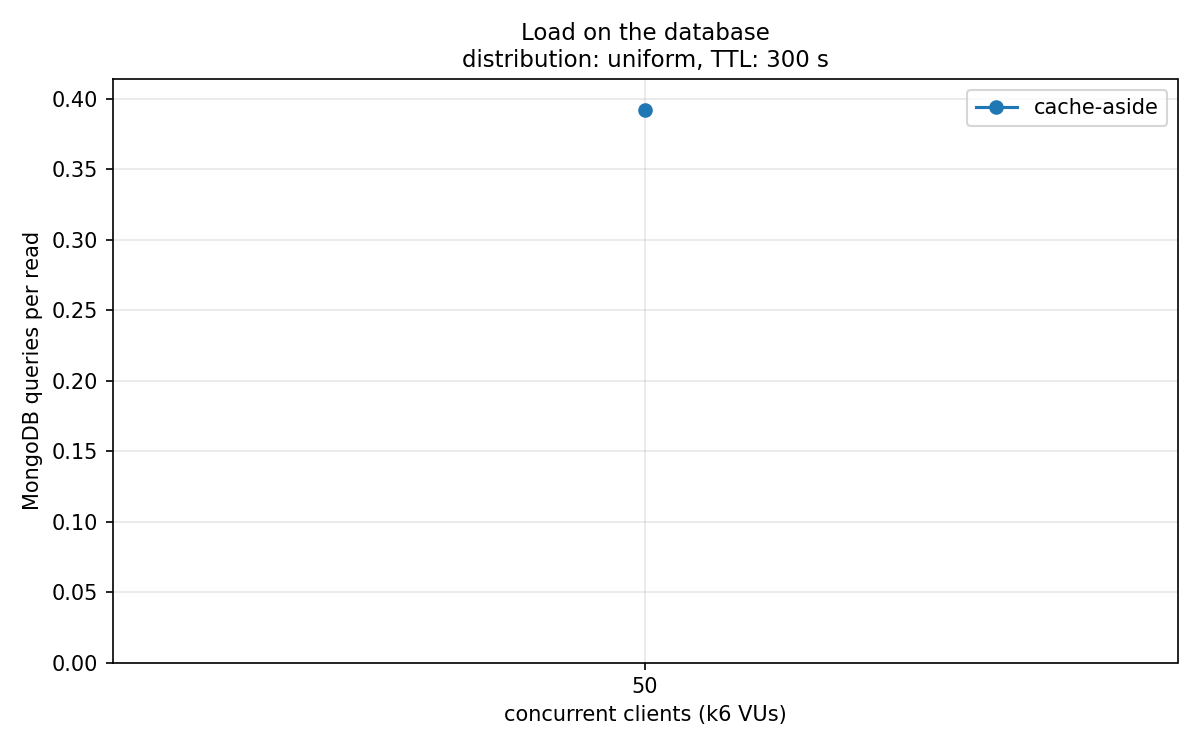 Load on the database
distribution: uniform, TTL: 300 s
cache-aside
MongoDB queries per read
0.40
0.35
0.30
0.25
0.20
0.15
0.10
0.05
0.00
50
concurrent clients (k6 VUs)